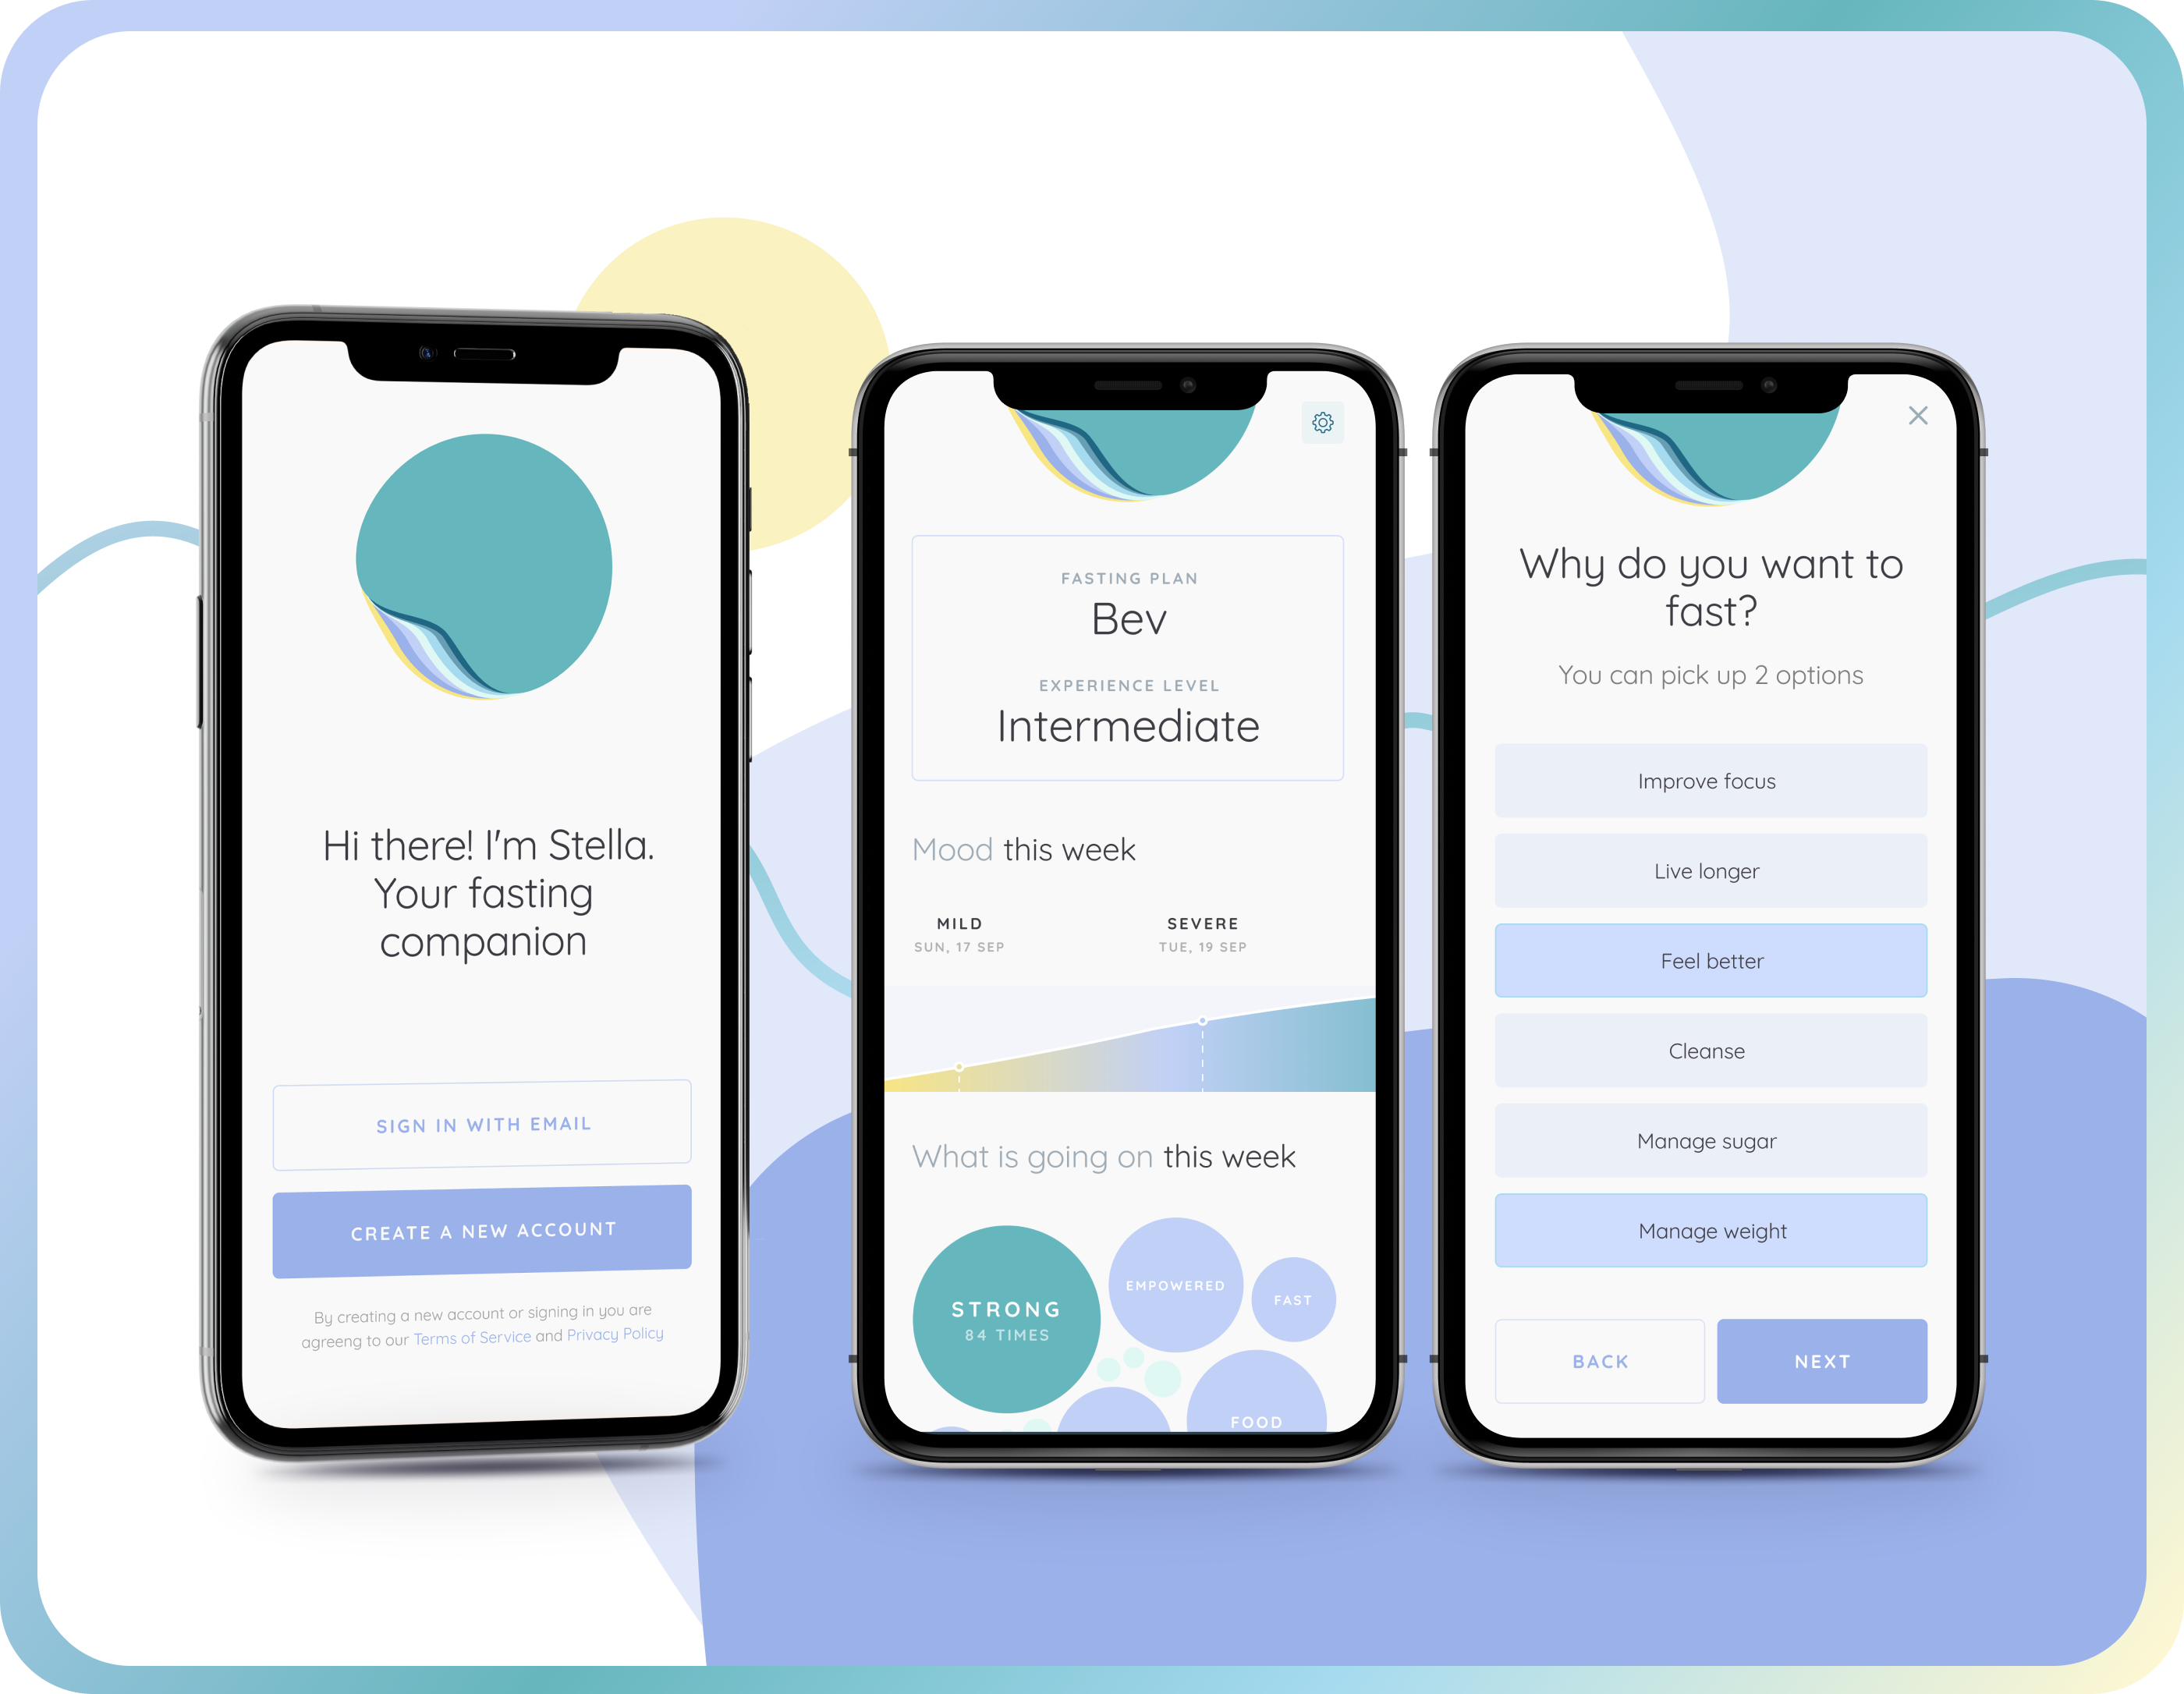 Hi there! I'm Stella.
Your fasting
companion
SIGN IN WITH EMAIL
CREATE A NEW ACCOUNT
By creating a new account or signing in you are
agreeng to our Terms of Service and Privacy Policy
FASTING PLAN
Bev
EXPERIENCE LEVEL
Intermediate
Mood this week
MILD
SUN, 17 SEP
SEVERE
TUE, 19 SEP
What is going on this week
STRONG
84 TIMES
EMPOWERED
FAST
FOOD
Why do you want to
fast?
You can pick up 2 options
Improve focus
Live longer
Feel better
Cleanse
Manage sugar
Manage weight
BACK
NEXT